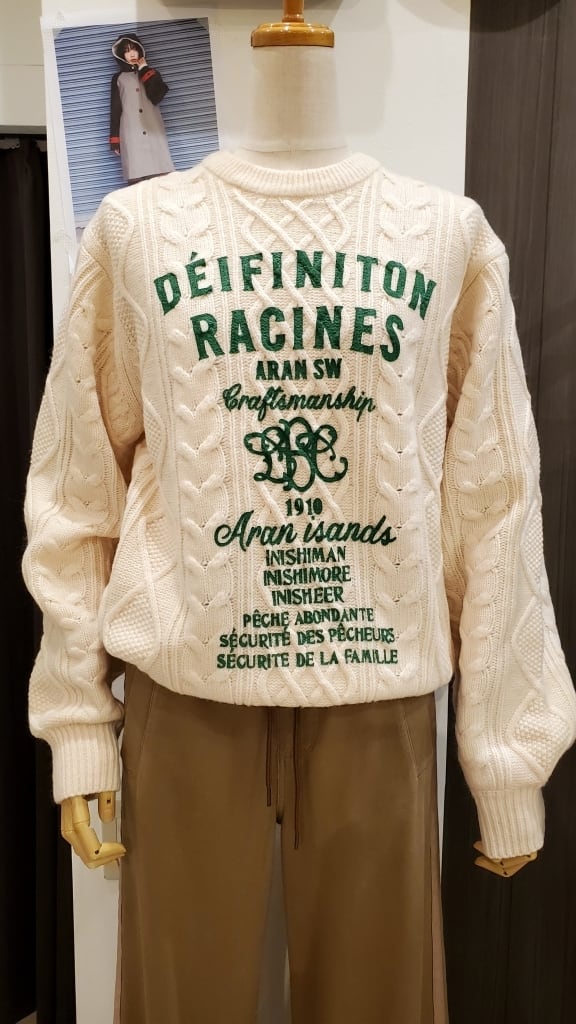 DÉIFINITON
RACINES
ARAN SW
Craftsmanship
1910
Aran isands
INISHIMAN
INISHIMORE
INISHEER
PÊCHE ABONDANTE
SÉCURITÉ DES PÊCHEURS
SÉCURITE DE LA FAMILLE